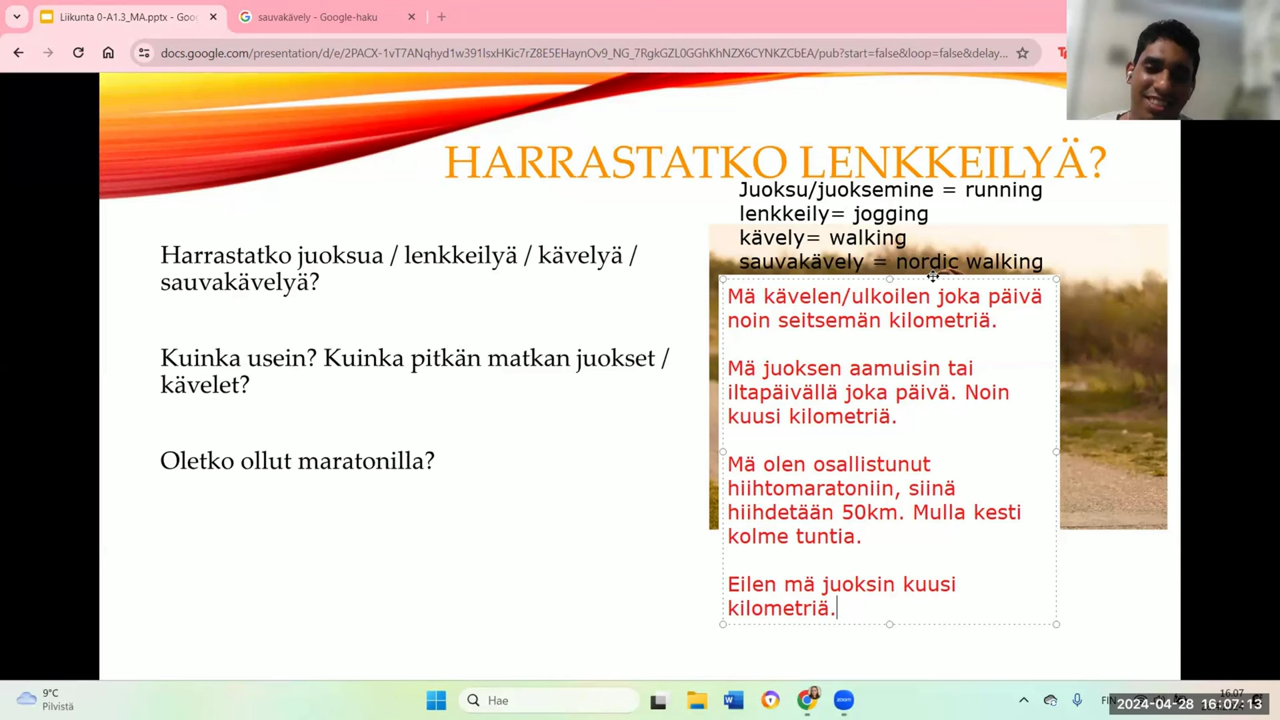 Liikunta 0-A1.3_MA.pptx - Goo
sauvakävely - Google-haku
docs.google.com/presentation/d/e/2PACX-1vT7ANqhyd1w391lsxHKic7rZ8E5EHaynOv9_NG_7RgkGZL0GGhKhNZX6CYNKZCbEA/pub?start=false&loop=false&delay...
HARRASTATKO LENKKEILYÄ?
Juoksu/juoksemine = running
lenkkeily= jogging
kävely= walking
sauvakävely = nordic walking
Harrastatko juoksua / lenkkeilyä / kävelyä /
sauvakävelyä?
Kuinka usein? Kuinka pitkän matkan juokset /
kävelet?
Oletko ollut maratonilla?
Mä kävelen/ulkoilen joka päivä
noin seitsemän kilometriä.
Mä juoksen aamuisin tai
iltapäivällä joka päivä. Noin
kuusi kilometriä.
Mä olen osallistunut
hiihtomaratoniin, siinä
hiihdetään 50km. Mulla kesti
kolme tuntia.
Eilen mä juoksin kuusi
kilometriä.
9°C
Pilvistä
Hae
FIN
16.07
2024-04-28 16:07:13